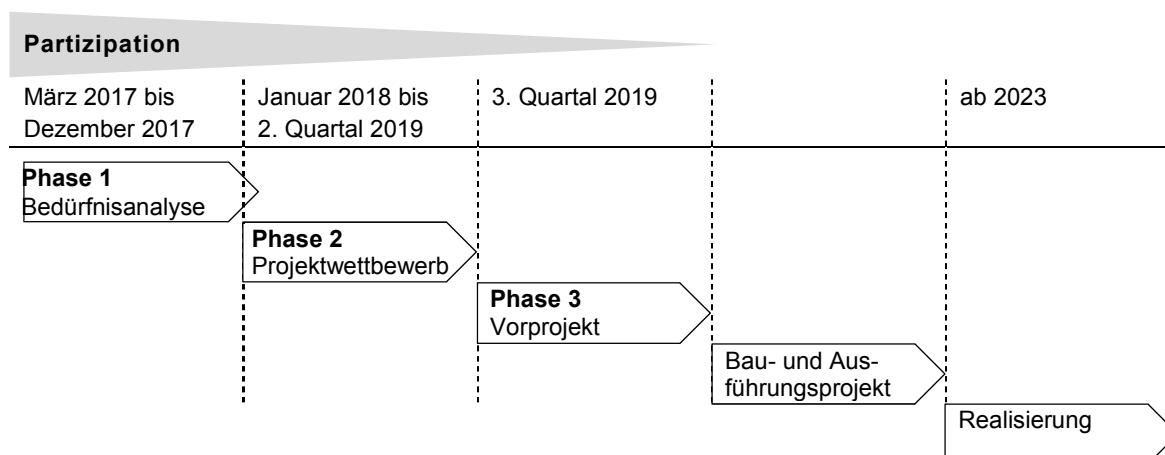 Partizipation
März 2017 bis
Dezember 2017
Januar 2018 bis
2. Quartal 2019
3. Quartal 2019
ab 2023
Phase 1
Bedürfnisanalyse
Phase 2
Projektwettbewerb
Phase 3
Vorprojekt
Bau- und Aus-
führungsprojekt
Realisierung